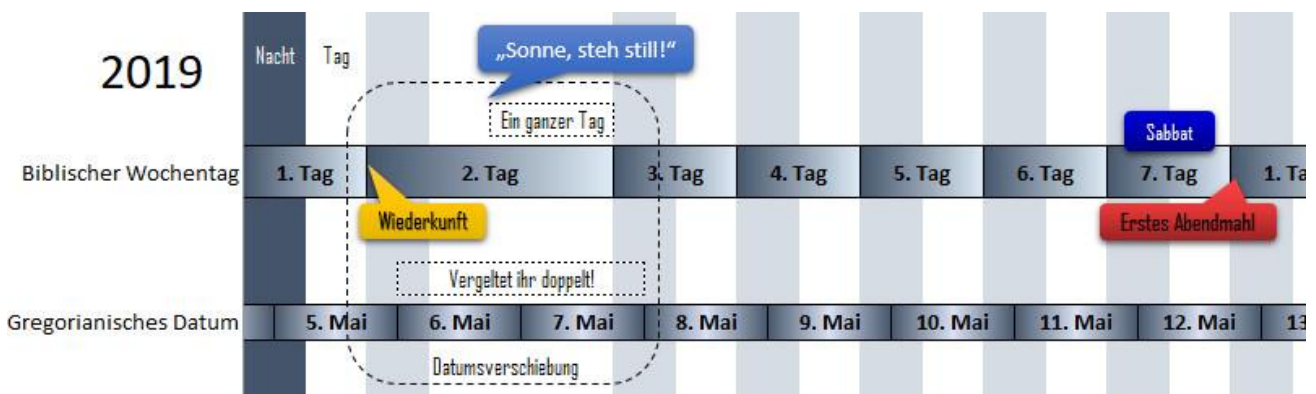 2019
Nacht
Tag
„Sonne, steh still!“
Ein ganzer Tag
Sabbat
Biblischer Wochentag
1. Tag
2. Tag
3. Tag
4. Tag
5. Tag
6. Tag
7. Tag
1. Ta
Wiederkunft
Erstes Abendmahl
Vergeltet ihr doppelt!
Gregorianisches Datum
5. Mai
6. Mai
7. Mai
8. Mai
9. Mai
10. Mai
11. Mai
12. Mai
13
Datumsverschiebung